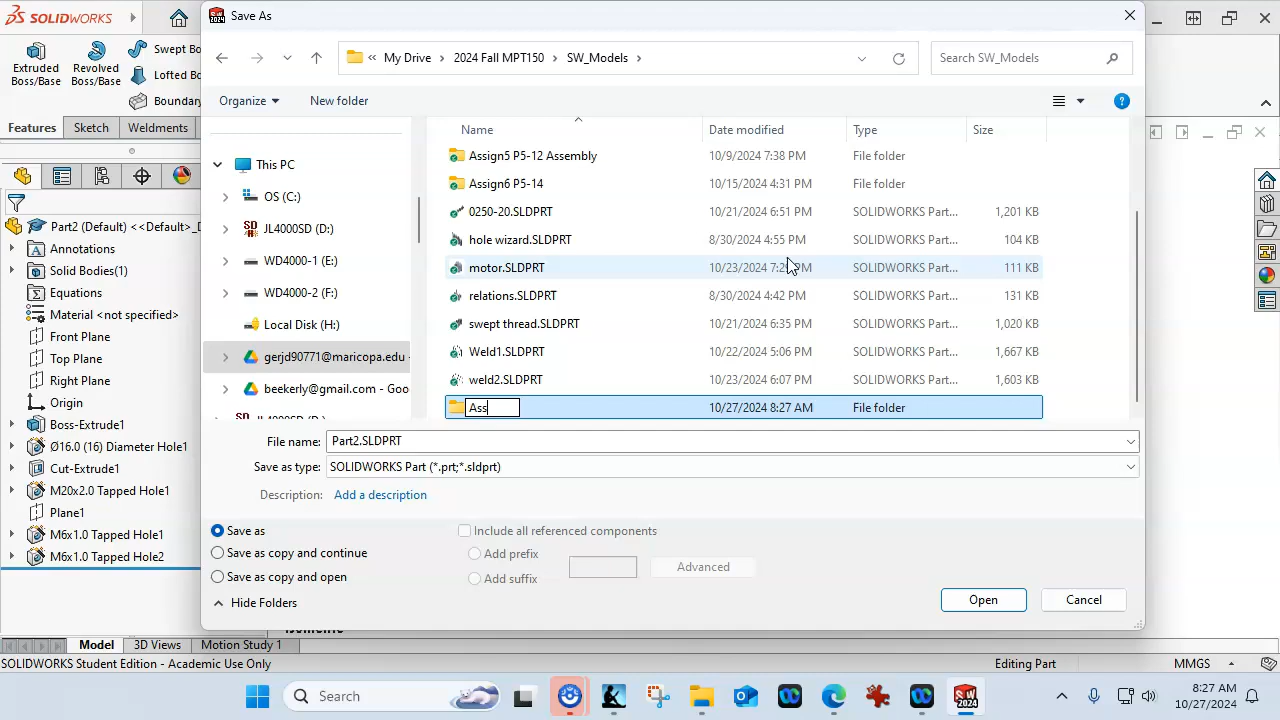 SOLIDWORKS
Save As
Extruded Boss/Base
Revolved Boss/Base
Swept Bo
Lofted Bo
Boundary
Features
Sketch
Weldments
My Drive
2024 Fall MPT150
SW_Models
Search SW_Models
Organize
New folder
This PC
OS (C:)
JL4000SD (D:)
WD4000-1 (E:)
WD4000-2 (F:)
Local Disk (H:)
gerjd90771@maricopa.edu -
beekerly@gmail.com - Goo
Name
Date modified
Type
Size
Assign5 P5-12 Assembly 10/9/2024 7:38 PM File folder
Assign6 P5-14 10/15/2024 4:31 PM File folder
0250-20.SLDPRT 10/21/2024 6:51 PM SOLIDWORKS Part... 1,201 KB
hole wizard.SLDPRT 8/30/2024 4:55 PM SOLIDWORKS Part... 104 KB
motor.SLDPRT 10/23/2024 PM SOLIDWORKS Part... 111 KB
relations.SLDPRT 8/30/2024 4:42 PM SOLIDWORKS Part... 131 KB
swept thread.SLDPRT 10/21/2024 6:35 PM SOLIDWORKS Part... 1,020 KB
Weld1.SLDPRT 10/22/2024 5:06 PM SOLIDWORKS Part... 1,667 KB
weld2.SLDPRT 10/23/2024 6:07 PM SOLIDWORKS Part... 1,603 KB
Ass 10/27/2024 8:27 AM File folder
File name: Part2.SLDPRT
Save as type: SOLIDWORKS Part (*.prt;*.sldprt)
Description: Add a description
Save as
Save as copy and continue
Save as copy and open
Include all referenced components
Add prefix
Add suffix
Advanced
Hide Folders
Open
Cancel
Part2 (Default) <<Default>_D
Annotations
Solid Bodies(1)
Equations
Material <not specified>
Front Plane
Top Plane
Right Plane
Origin
Boss-Extrude1
Ø16.0 (16) Diameter Hole1
Cut-Extrude1
M20x2.0 Tapped Hole1
Plane1
M6x1.0 Tapped Hole1
M6x1.0 Tapped Hole2
Model
3D Views
Motion Study 1
SOLIDWORKS Student Edition - Academic Use Only
Editing Part
MMGS
Search
SW
2024
8:27 AM
10/27/2024